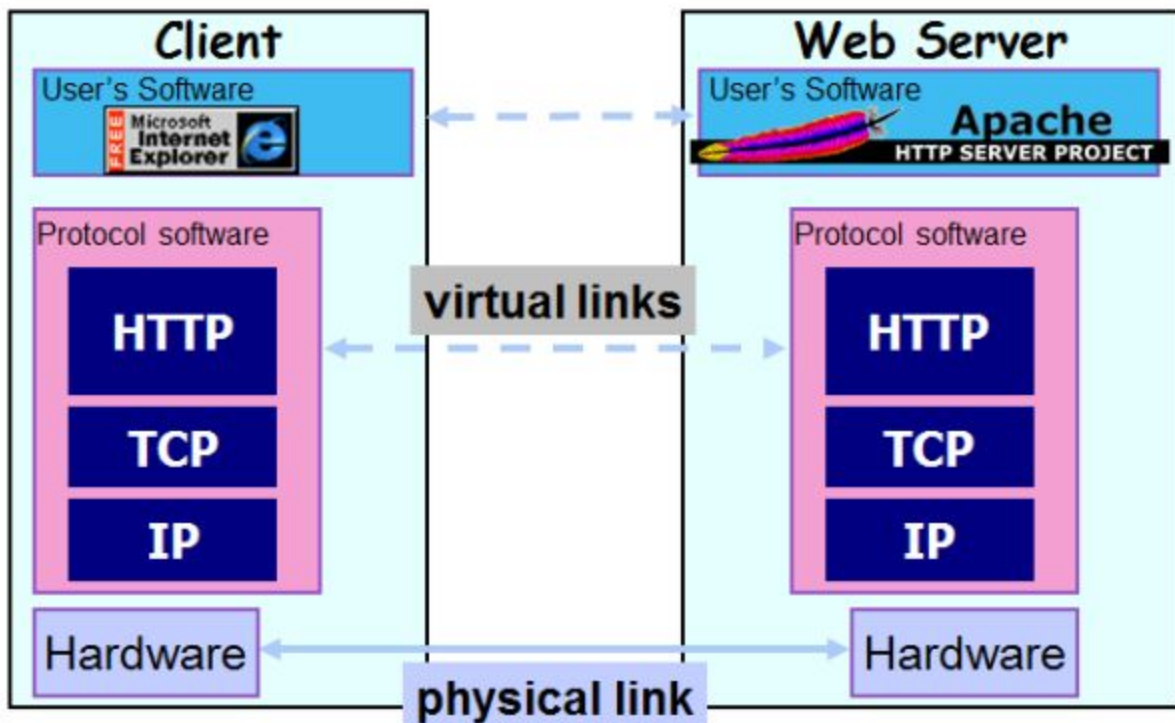 Client
User's Software
FREE
Microsoft
Internet
Explorer
Protocol software
HTTP
TCP
IP
Hardware
virtual links
physical link
Web Server
User's Software
Apache
HTTP SERVER PROJECT
Protocol software
HTTP
TCP
IP
Hardware